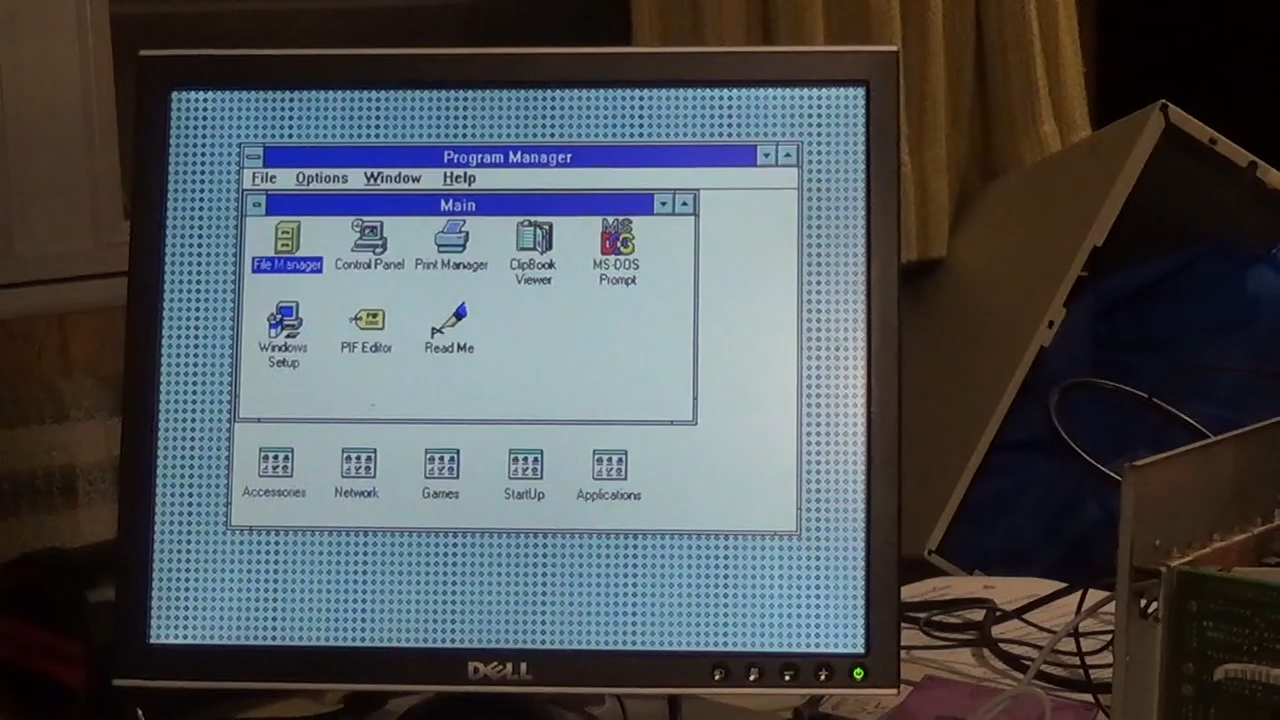 Program Manager
File Options Window Help
Main
File Manager
Control Panel
Print Manager
ClipBook
Viewer
MS-DOS
Prompt
MS
DOS
Windows
Setup
PIF Editor
PIF
Read Me
Accessories
Network
Games
StartUp
Applications
DELL